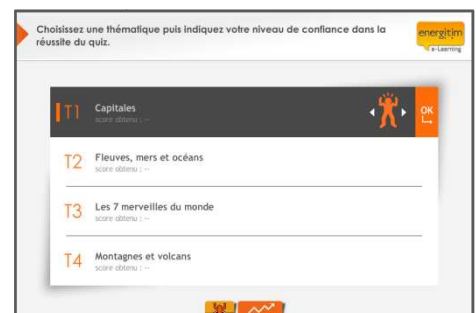 Choisissez une thématique puis indiquez votre niveau de confiance dans la
réussite du quiz.
energitim
e-Learning
T1 Capitales OK
score obtenu : --
T2 Fleuves, mers et océans
score obtenu : --
T3 Les 7 merveilles du monde
score obtenu : --
T4 Montagnes et volcans
score obtenu : --